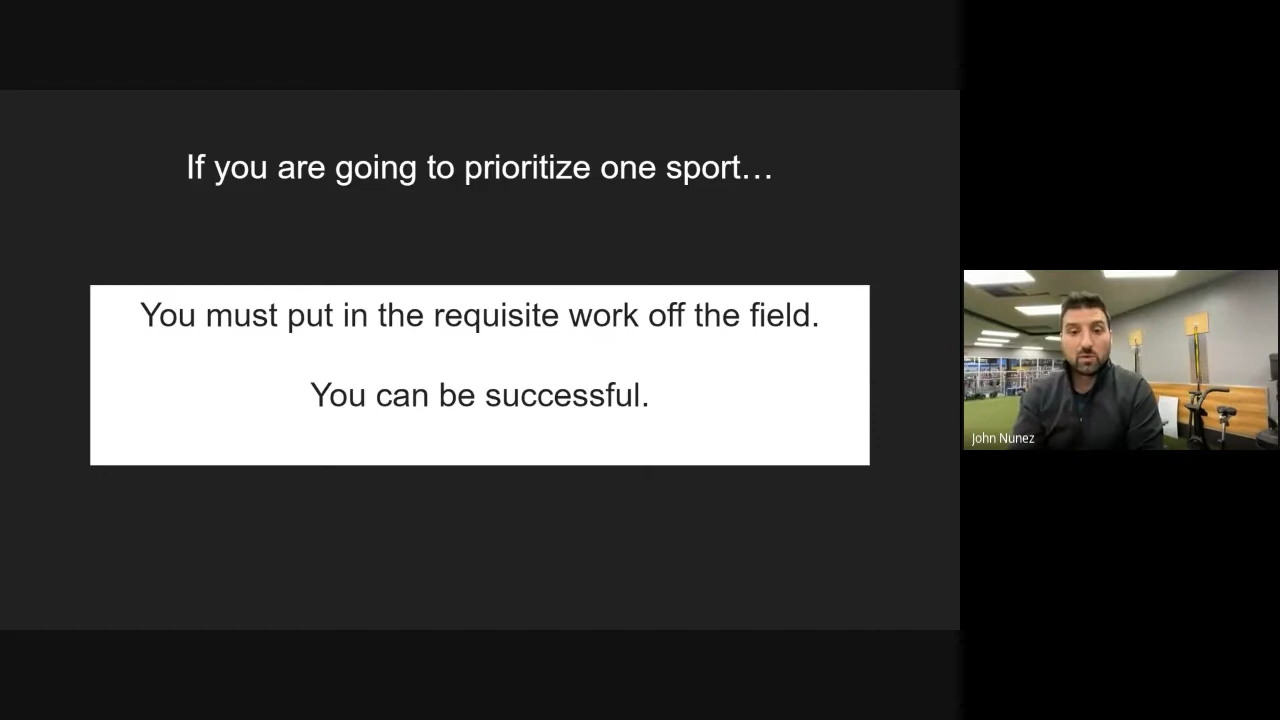 If you are going to prioritize one sport…
You must put in the requisite work off the field.
You can be successful.
John Nunez